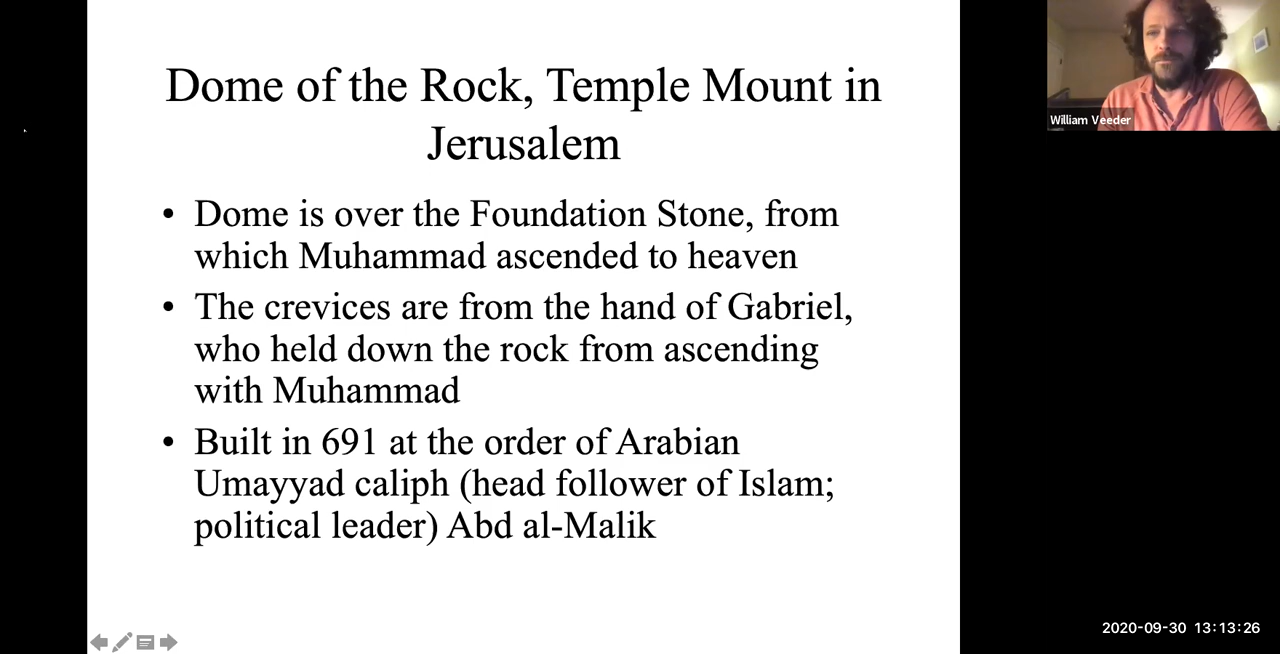 Dome of the Rock, Temple Mount in
Jerusalem
• Dome is over the Foundation Stone, from
which Muhammad ascended to heaven
• The crevices are from the hand of Gabriel,
who held down the rock from ascending
with Muhammad
• Built in 691 at the order of Arabian
Umayyad caliph (head follower of Islam;
political leader) Abd al-Malik
William Veeder
2020-09-30 13:13:26